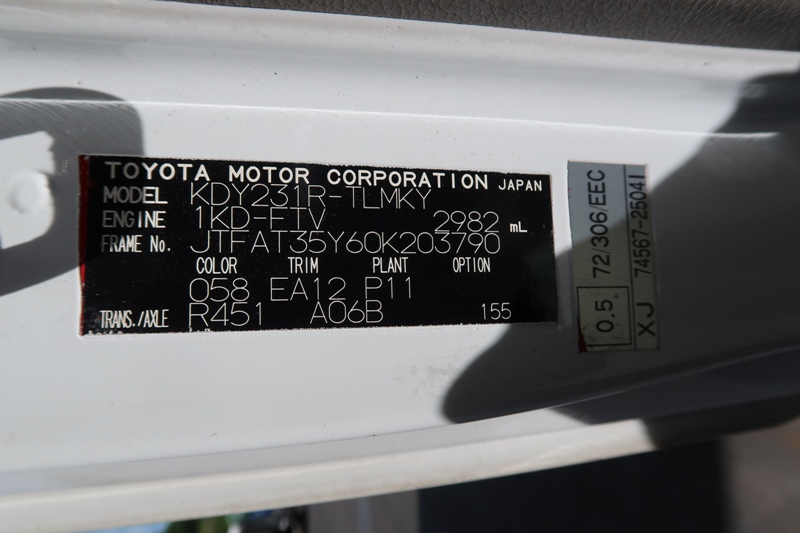 TOYOTA MOTOR CORPORATION JAPAN
MODEL KDY231R-TLMKY
ENGINE 1KD-FTV 2982 mL
FRAME No. JTFAT35Y60K203790
COLOR TRIM PLANT OPTION
058 EA12 P11
TRANS./AXLE R451 A06B 155
0.5. 72/306/EEC
XJ 74567-25041